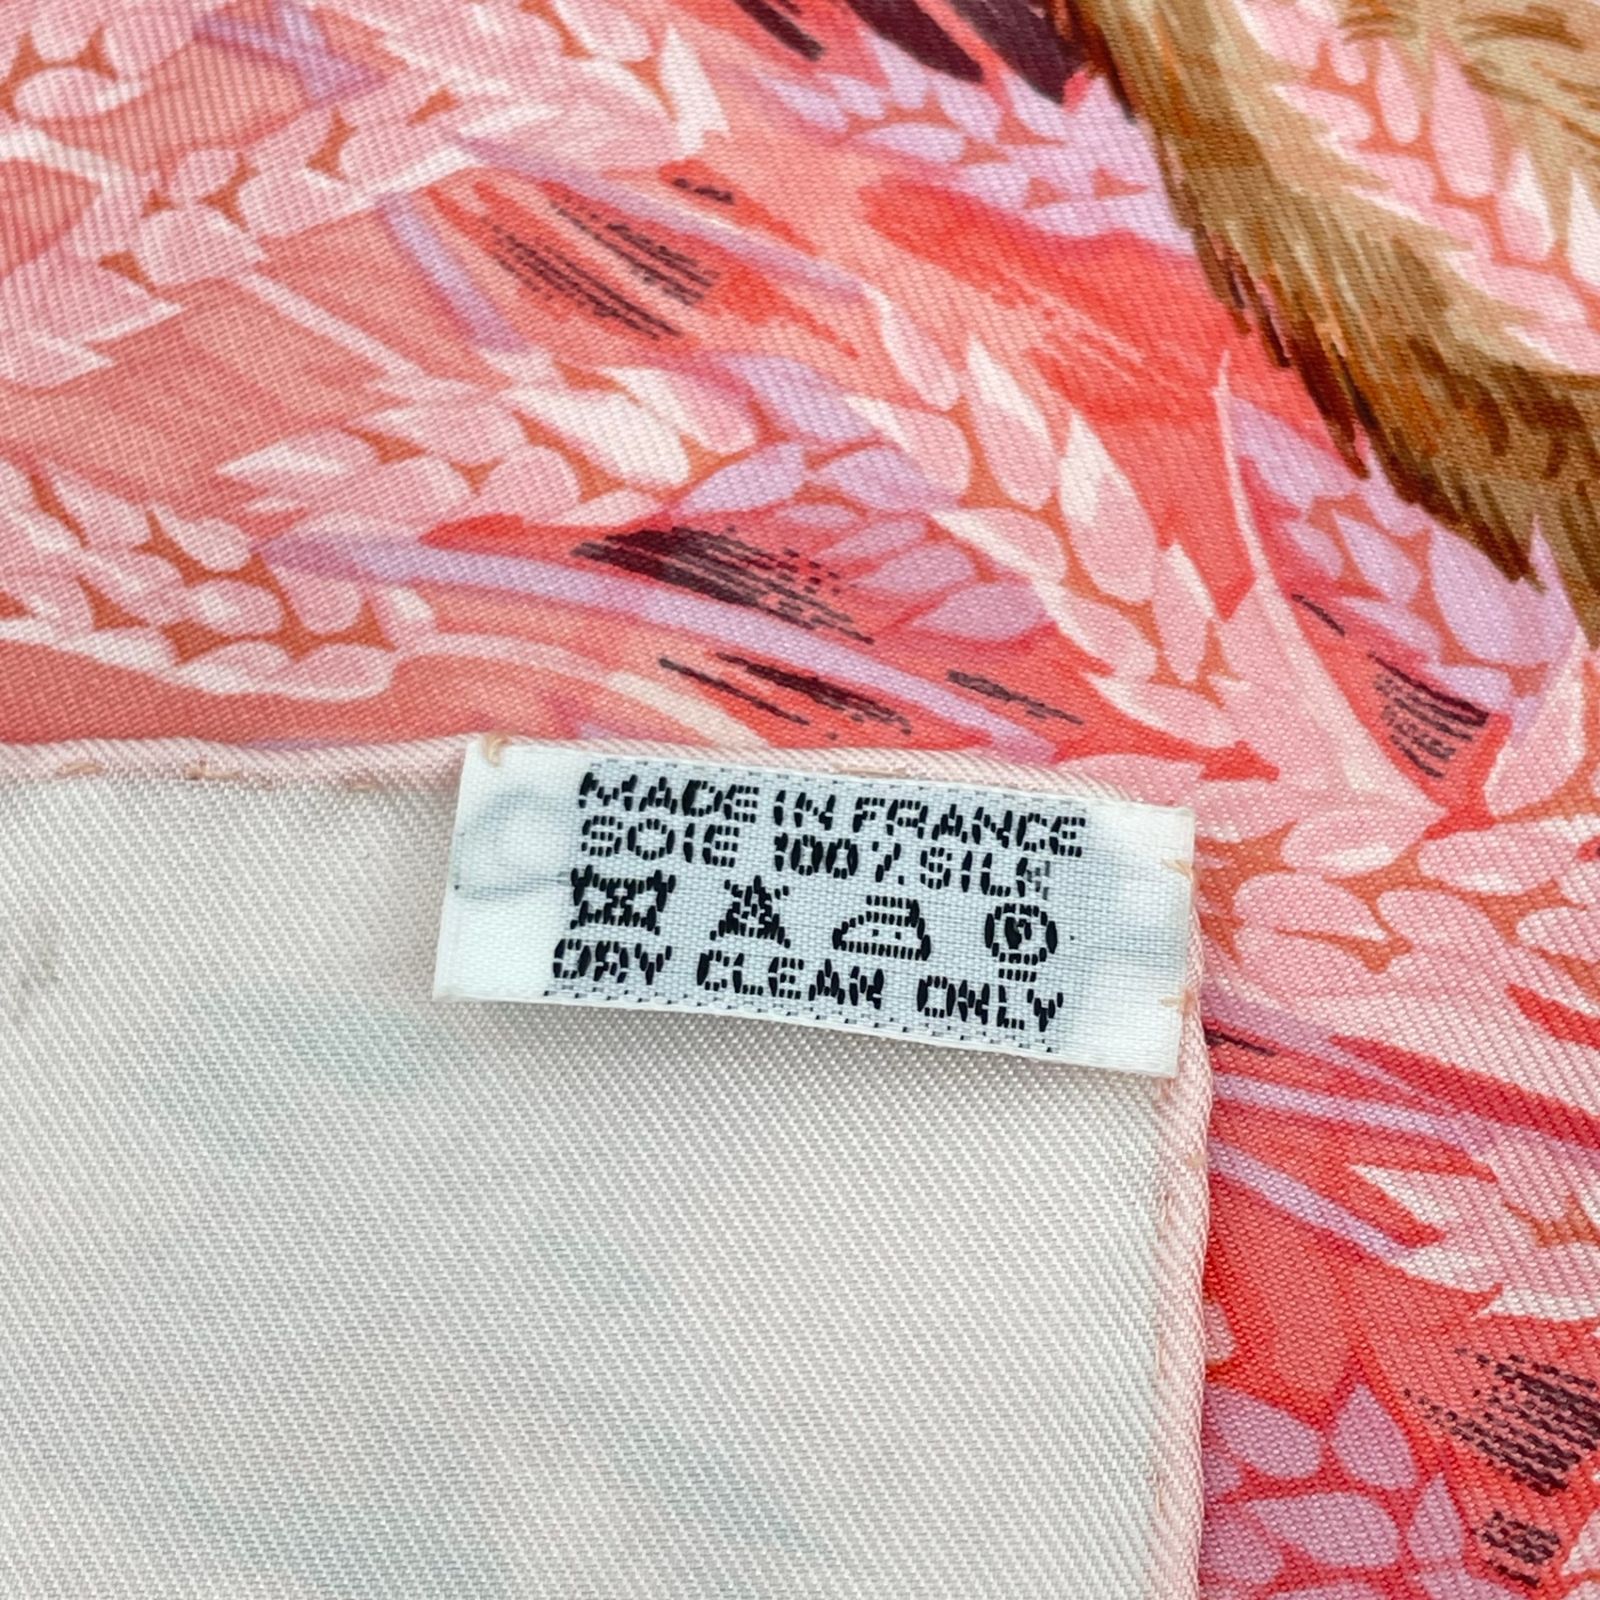 MADE IN FRANCE
SOIE 100% SILK
DRY CLEAN ONLY